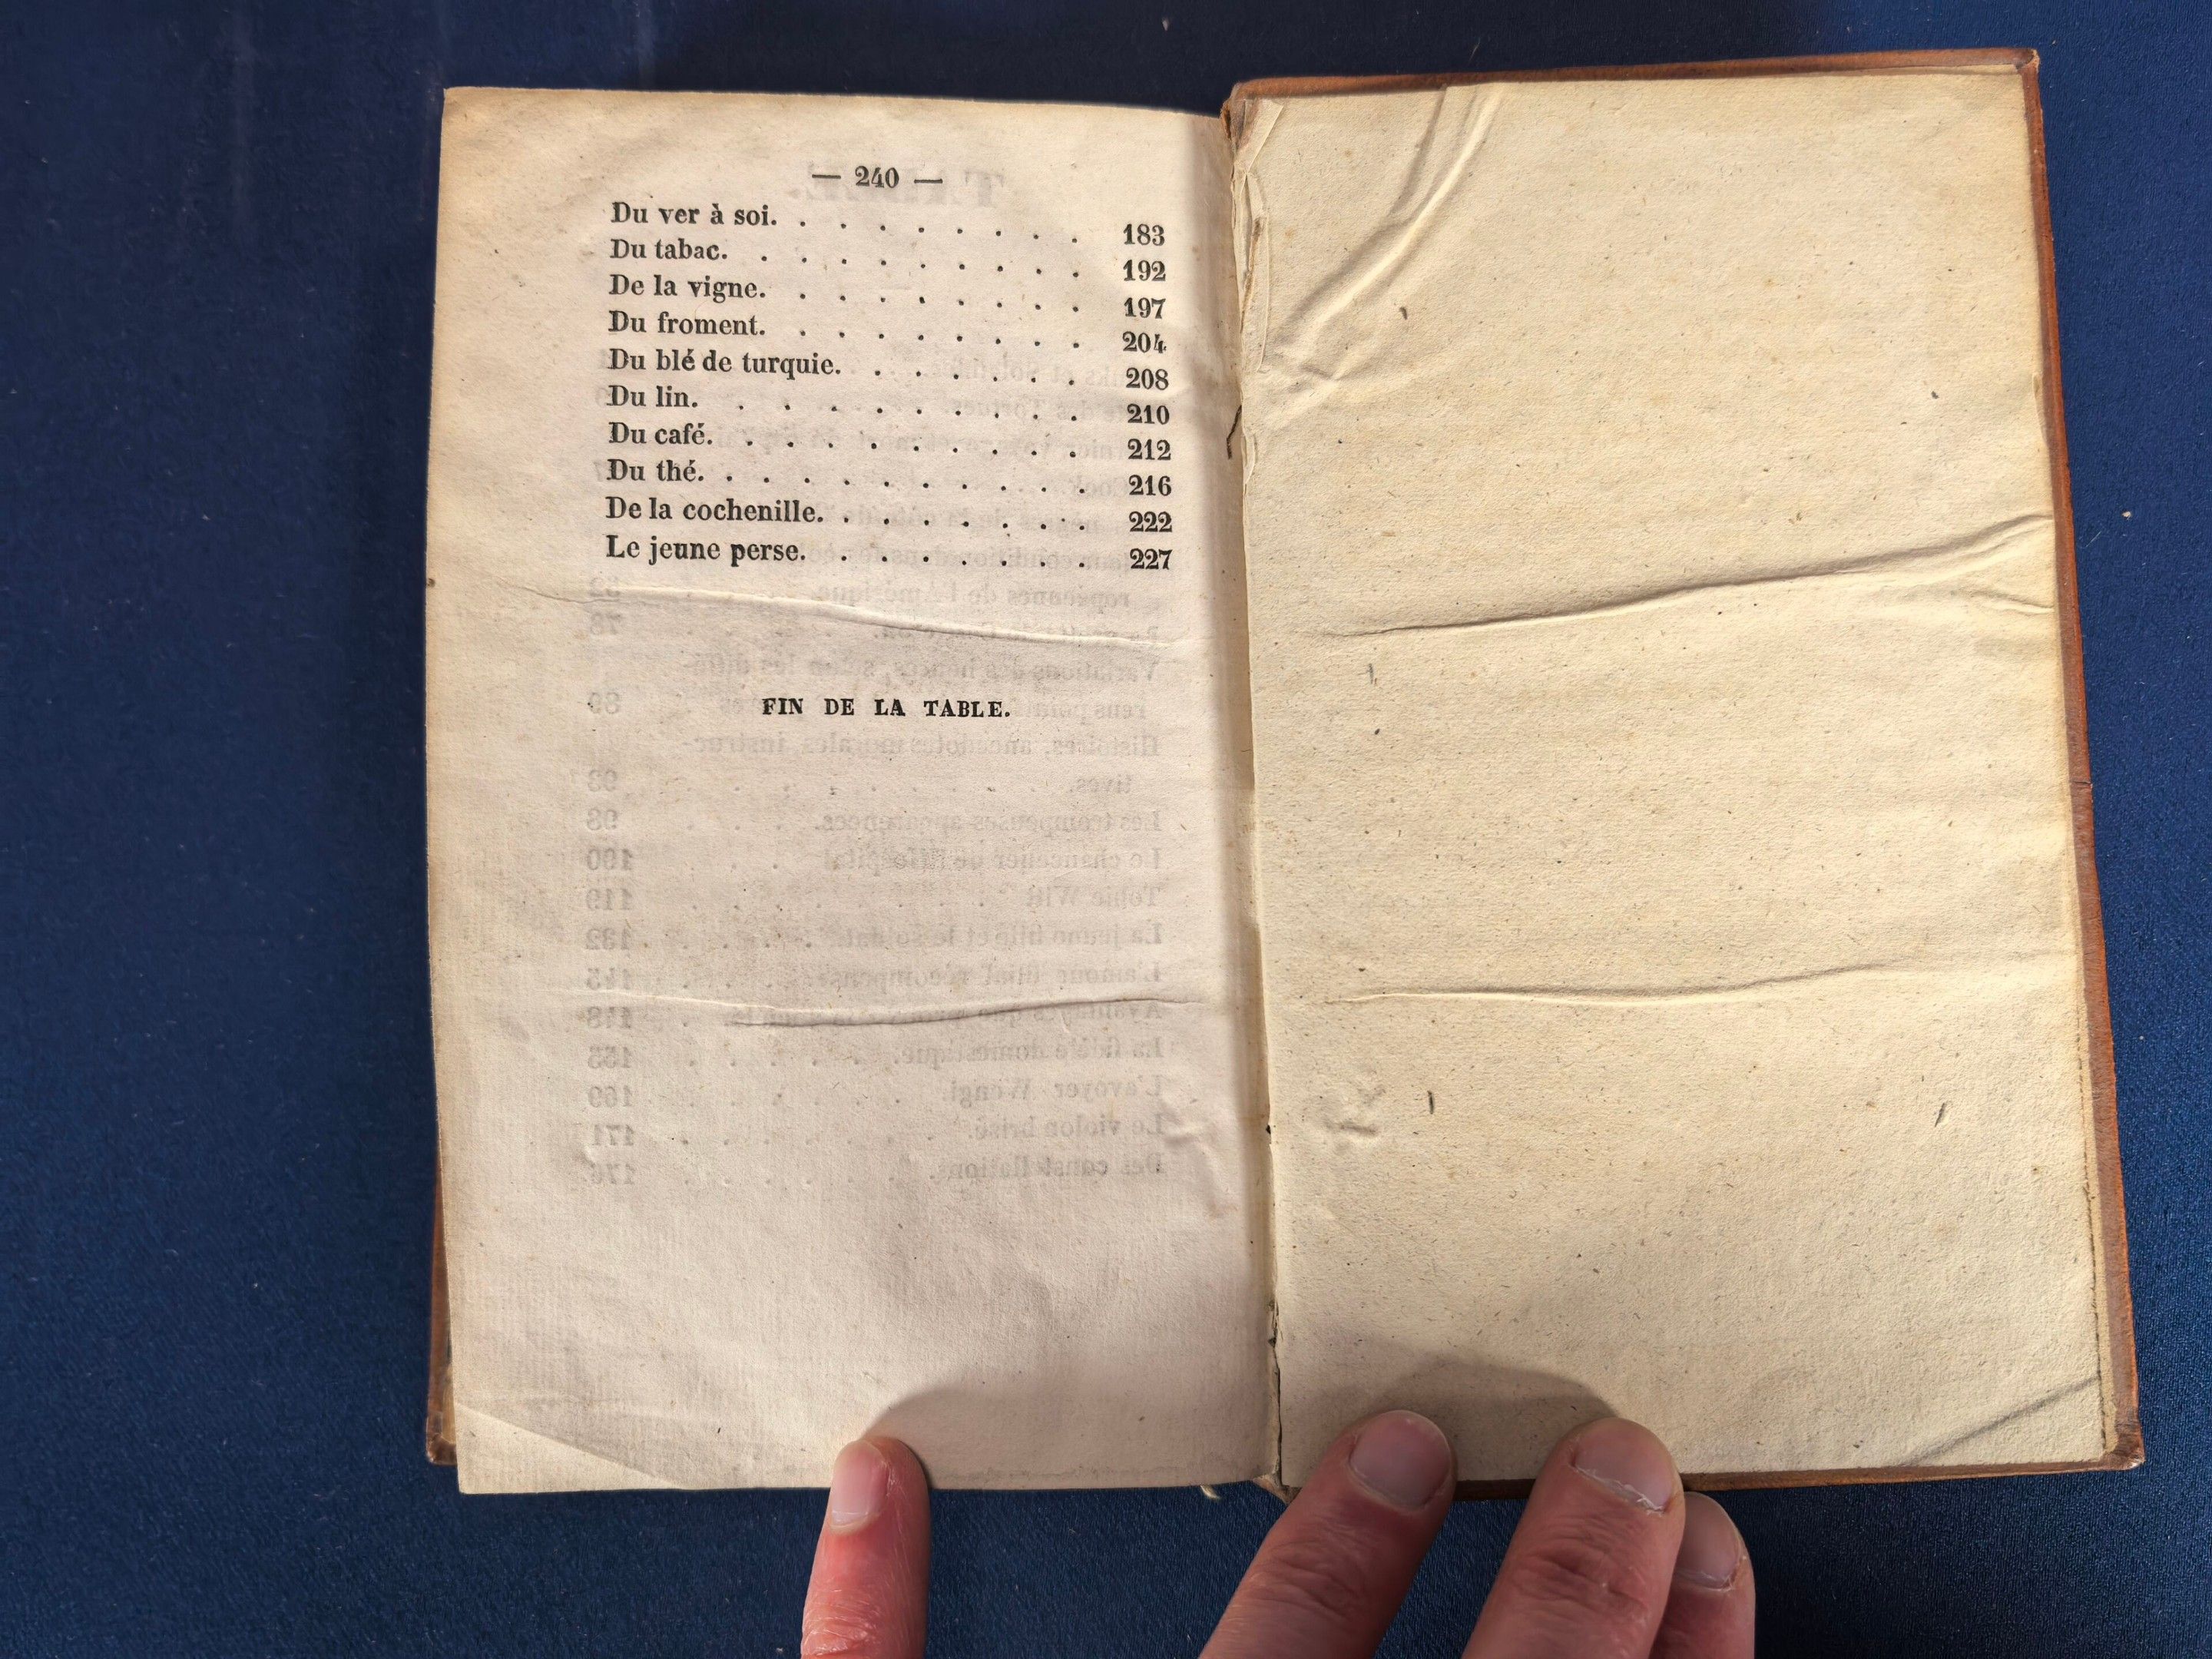 — 240 —
Du ver à soi. . . . . . . . . 183
Du tabac. . . . . . . . . . 192
De la vigne. . . . . . . . . 197
Du froment. . . . . . . . . 204
Du blé de turquie. . . . . . . 208
Du lin. . . . . . . . . . . 210
Du café. . . . . . . . . . . 212
Du thé. . . . . . . . . . . 216
De la cochenille. . . . . . . . 222
Le jeune perse. . . . . . . . 227
FIN DE LA TABLE.